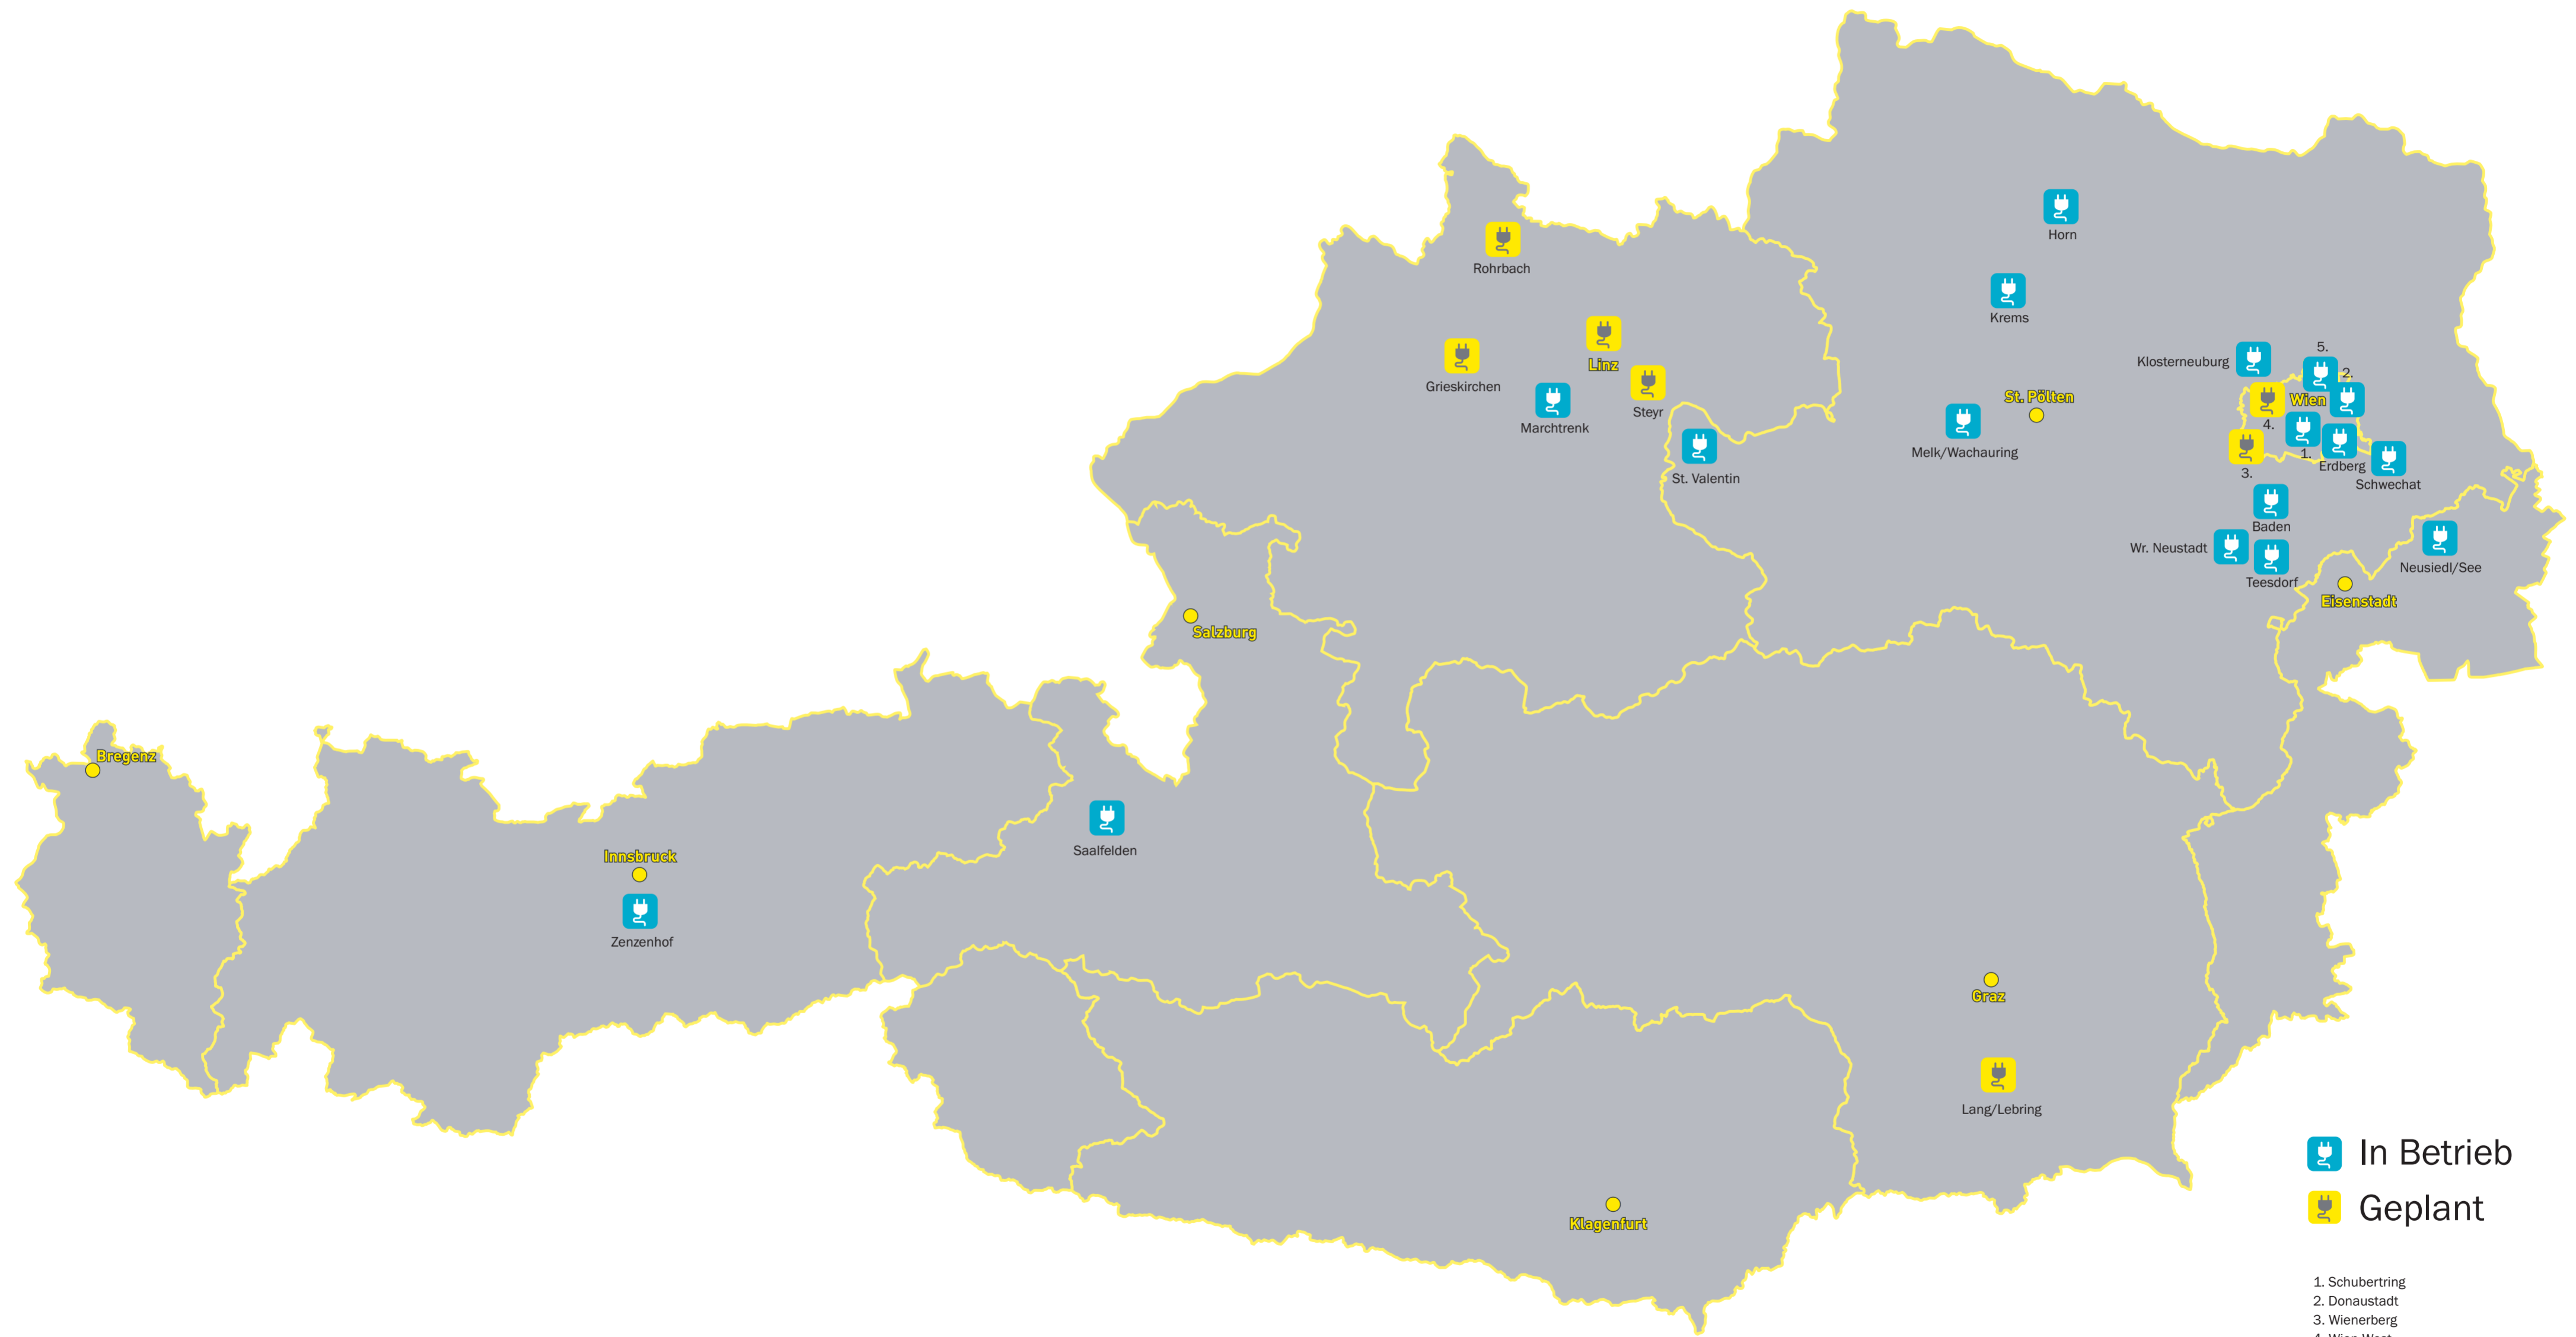 Horn
Rohrbach
Krems
Klosterneuburg
5.
2.
Linz
Grieskirchen
St. Pölten
Wien
Steyr
4.
Marchtrenk
Melk/Wachauring
1.
Erdberg
3.
St. Valentin
Schwechat
Baden
Wr. Neustadt
Neusiedl/See
Teesdorf
Eisenstadt
Salzburg
Bregenz
Saalfelden
Innsbruck
Zenzenhof
Graz
Lang/Lebring
Klagenfurt
In Betrieb
Geplant
1. Schubertring
2. Donaustadt
3. Wienerberg